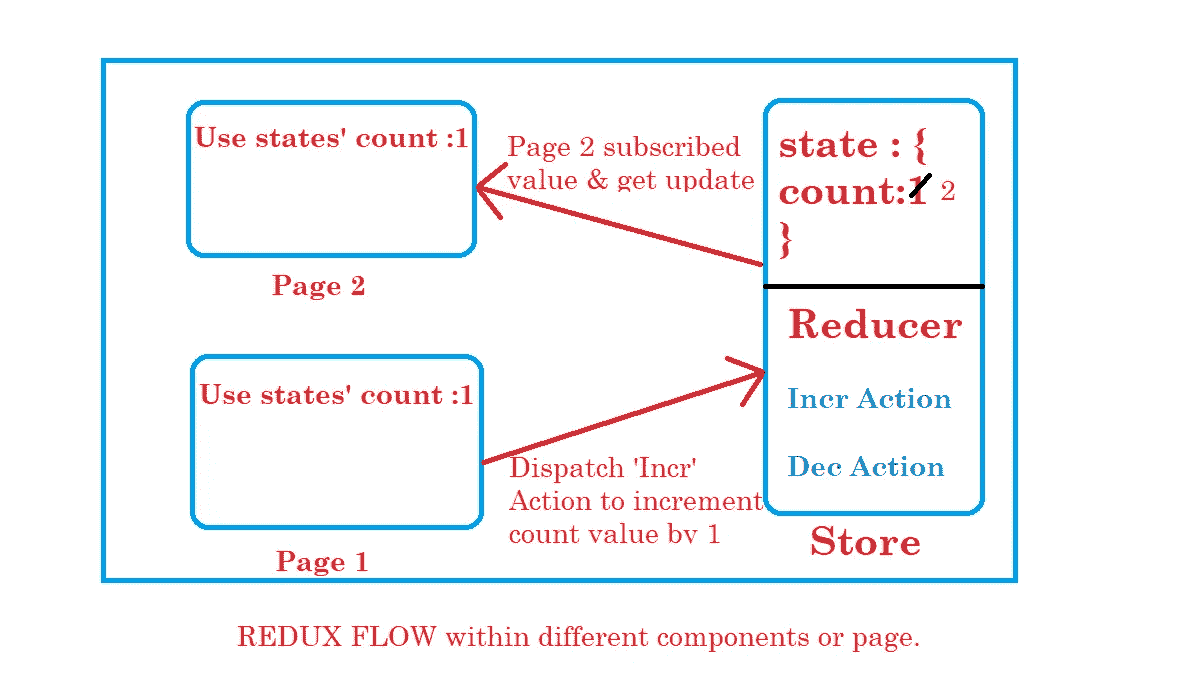 Use states' count :1
Page 2
Page 2 subscribed
value & get update
state : {
count:1 2
}
Reducer
Incr Action
Dec Action
Store
Use states' count :1
Page 1
Dispatch 'Incr'
Action to increment
count value by 1
REDUX FLOW within different components or page.